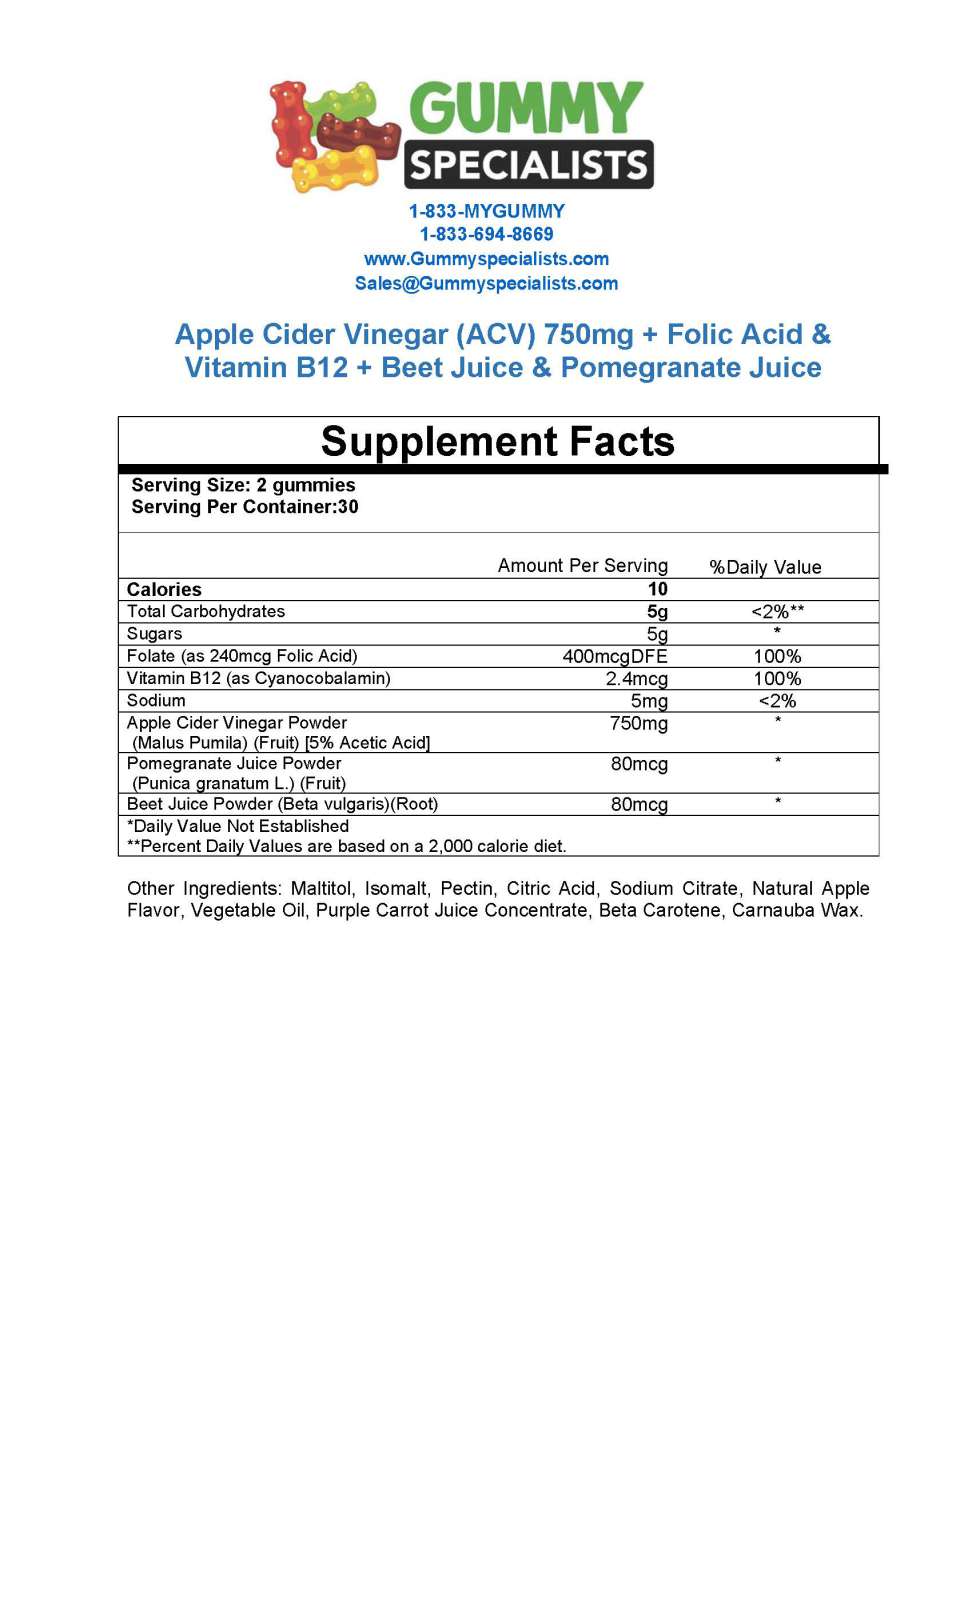 GUMMY
SPECIALISTS
1-833-MYGUMMY
1-833-694-8669
www.Gummyspecialists.com
Sales@Gummyspecialists.com
Apple Cider Vinegar (ACV) 750mg + Folic Acid &
Vitamin B12 + Beet Juice & Pomegranate Juice
Supplement Facts
Serving Size: 2 gummies
Serving Per Container:30
Amount Per Serving %Daily Value
Calories 10
Total Carbohydrates 5g <2%**
Sugars 5g *
Folate (as 240mcg Folic Acid) 400mcgDFE 100%
Vitamin B12 (as Cyanocobalamin) 2.4mcg 100%
Sodium 5mg <2%
Apple Cider Vinegar Powder 750mg *
(Malus Pumila) (Fruit) [5% Acetic Acid]
Pomegranate Juice Powder 80mcg *
(Punica granatum L.) (Fruit)
Beet Juice Powder (Beta vulgaris)(Root) 80mcg *
*Daily Value Not Established
**Percent Daily Values are based on a 2,000 calorie diet.
Other Ingredients: Maltitol, Isomalt, Pectin, Citric Acid, Sodium Citrate, Natural Apple
Flavor, Vegetable Oil, Purple Carrot Juice Concentrate, Beta Carotene, Carnauba Wax.